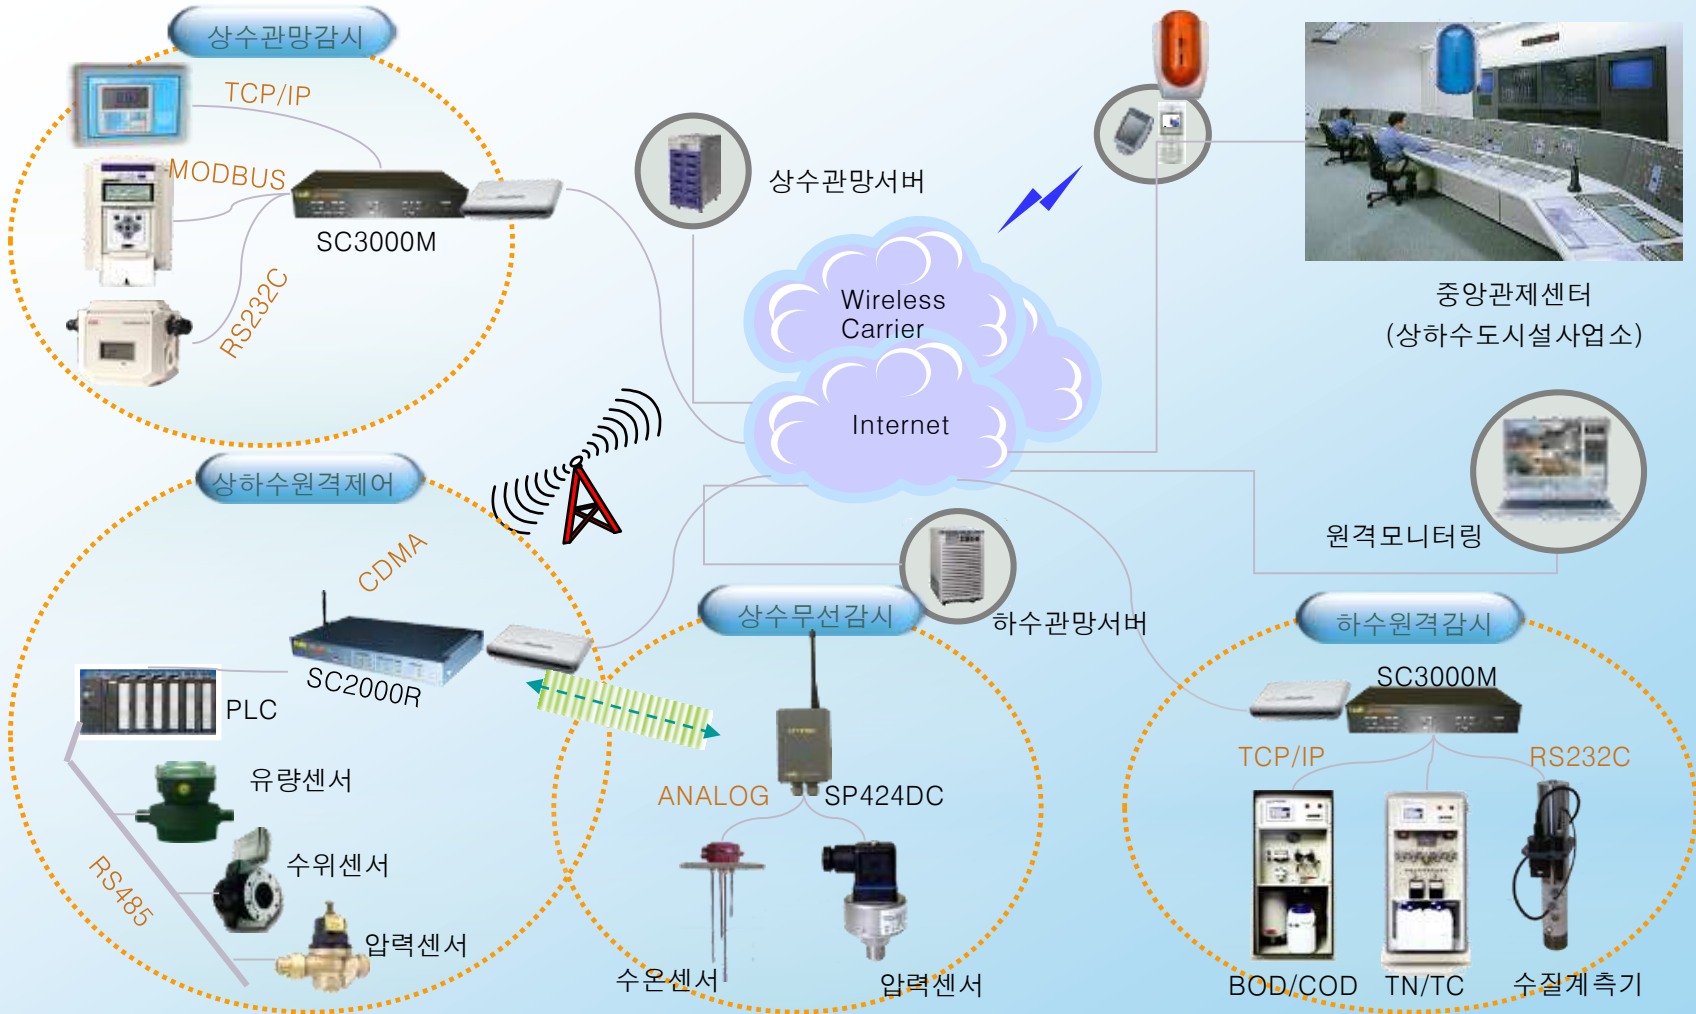 상수관망감시
TCP/IP
MODBUS
SC3000M
RS232C
상수관망서버
Wireless
Carrier
Internet
중앙관제센터
(상하수도시설사업소)
원격모니터링
상하수원격제어
CDMA
SC2000R
PLC
유량센서
수위센서
RS485
압력센서
상수무선감시
하수관망서버
ANALOG
SP424DC
수온센서
압력센서
하수원격감시
SC3000M
TCP/IP
RS232C
BOD/COD
TN/TC
수질계측기